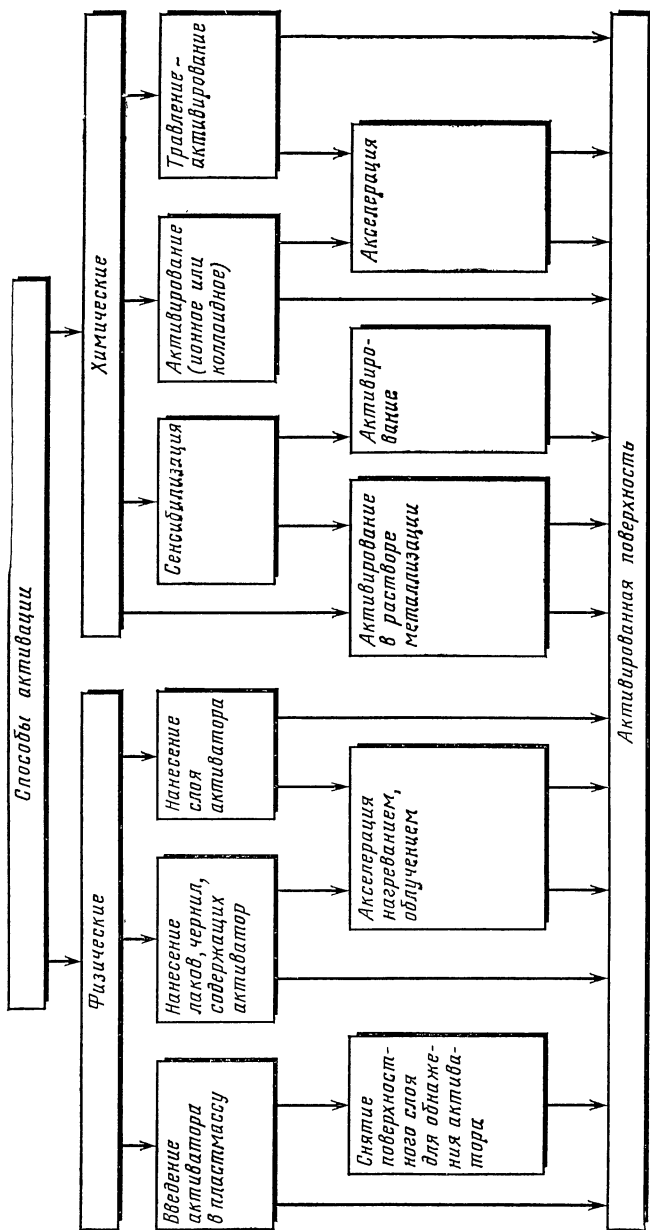 Способы активации
Физические
Химические
Введение
активатора
в пластмассу
Нанесение
лаков, чернил,
содержащих
активатор
Нанесение
слоя
активатора
Сенсибилизация
Активирование
(ионное или
коллоидное)
Травление-
активирование
Снятие
поверхност-
ного слоя
для обнаже-
ния актива-
тора
Акселерация
нагреванием,
облучением
Активирование
в растворе
металлизации
Активиро-
вание
Акселерация
Активированная поверхность